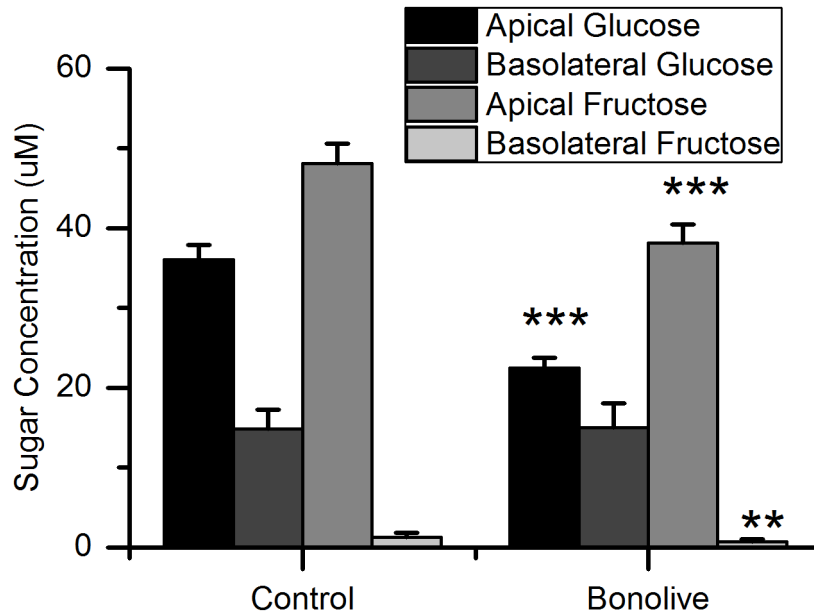 Apical Glucose
Basolateral Glucose
Apical Fructose
Basolateral Fructose
Sugar Concentration (uM)
60
40
20
0
***
***
**
Control
Bonolive